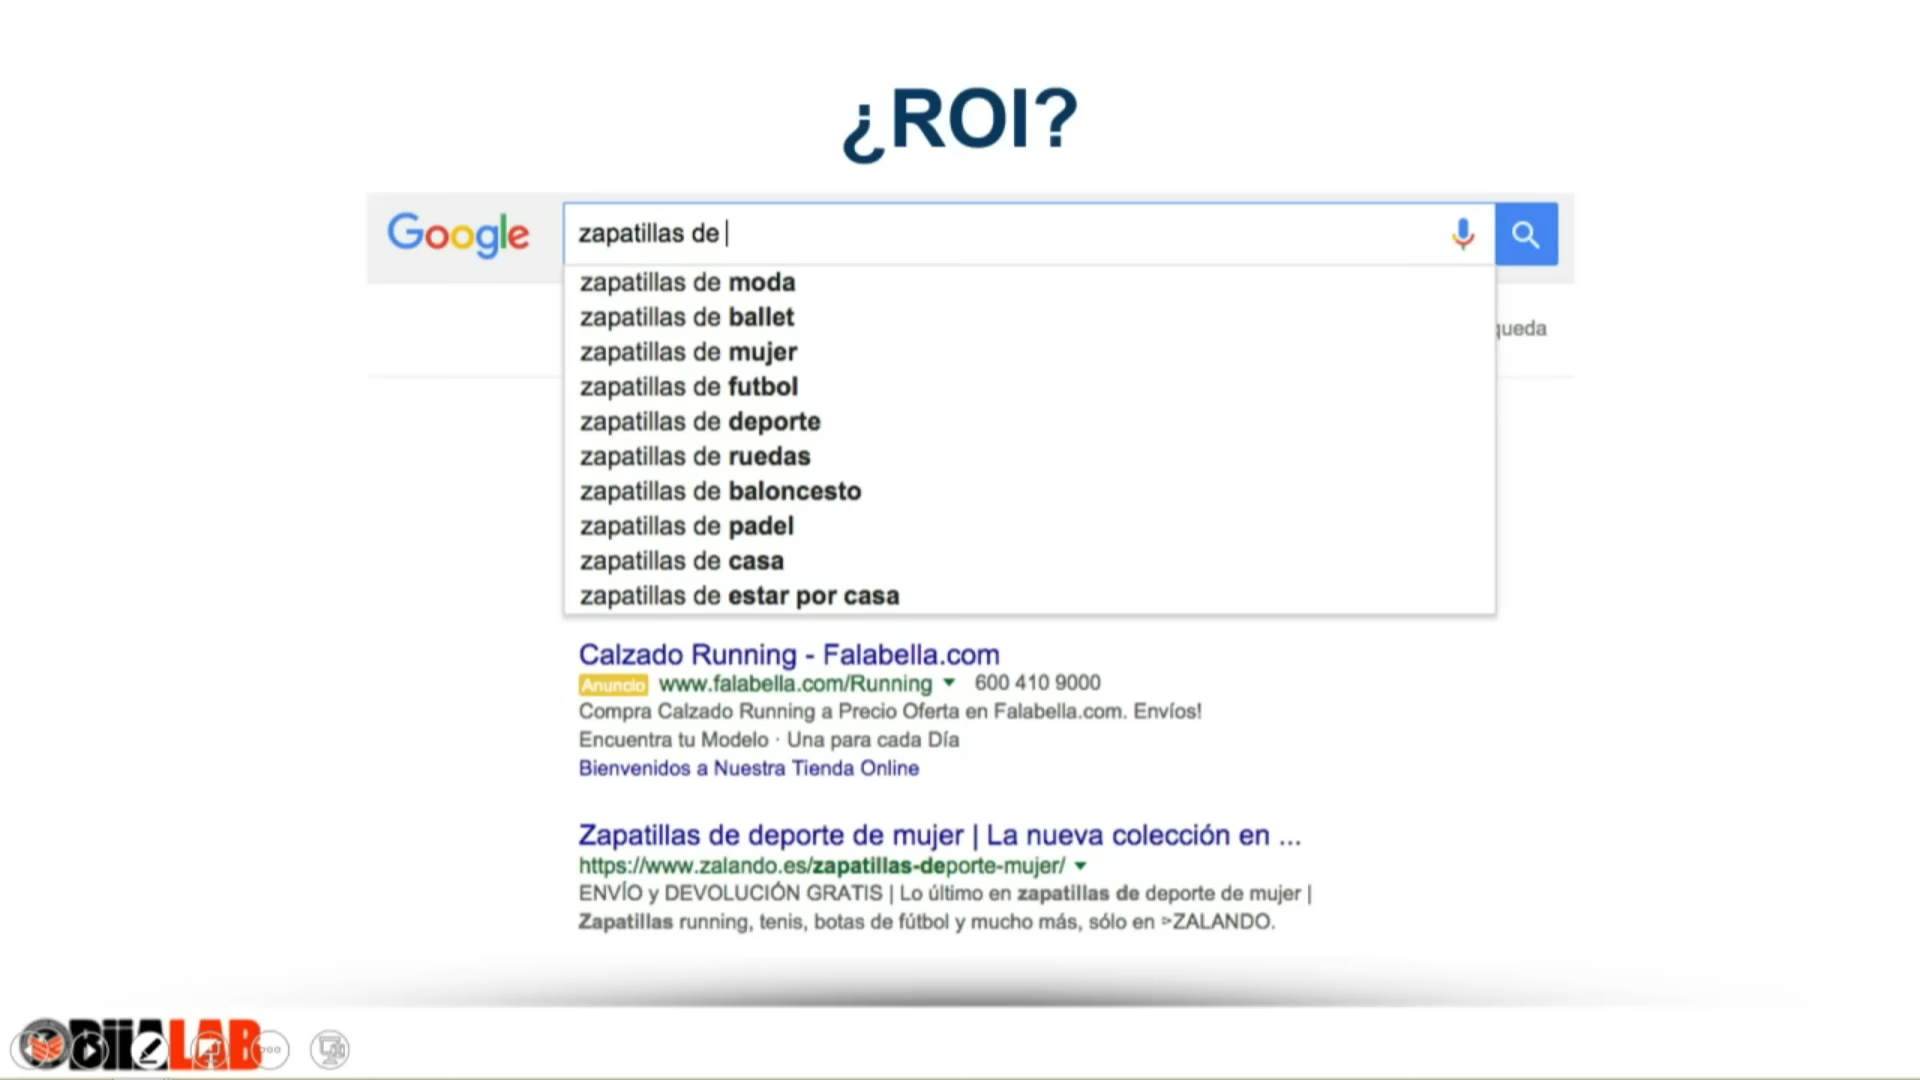 ¿ROI?
Google
zapatillas de
zapatillas de moda
zapatillas de ballet
zapatillas de mujer
zapatillas de futbol
zapatillas de deporte
zapatillas de ruedas
zapatillas de baloncesto
zapatillas de padel
zapatillas de casa
zapatillas de estar por casa
queda
Calzado Running - Falabella.com
Anuncio www.falabella.com/Running 600 410 9000
Compra Calzado Running a Precio Oferta en Falabella.com. Envíos!
Encuentra tu Modelo · Una para cada Día
Bienvenidos a Nuestra Tienda Online
Zapatillas de deporte de mujer | La nueva colección en ...
https://www.zalando.es/zapatillas-deporte-mujer/
ENVÍO y DEVOLUCIÓN GRATIS | Lo último en zapatillas de deporte de mujer |
Zapatillas running, tenis, botas de fútbol y mucho más, sólo en ⊳ZALANDO.
BiiALAB